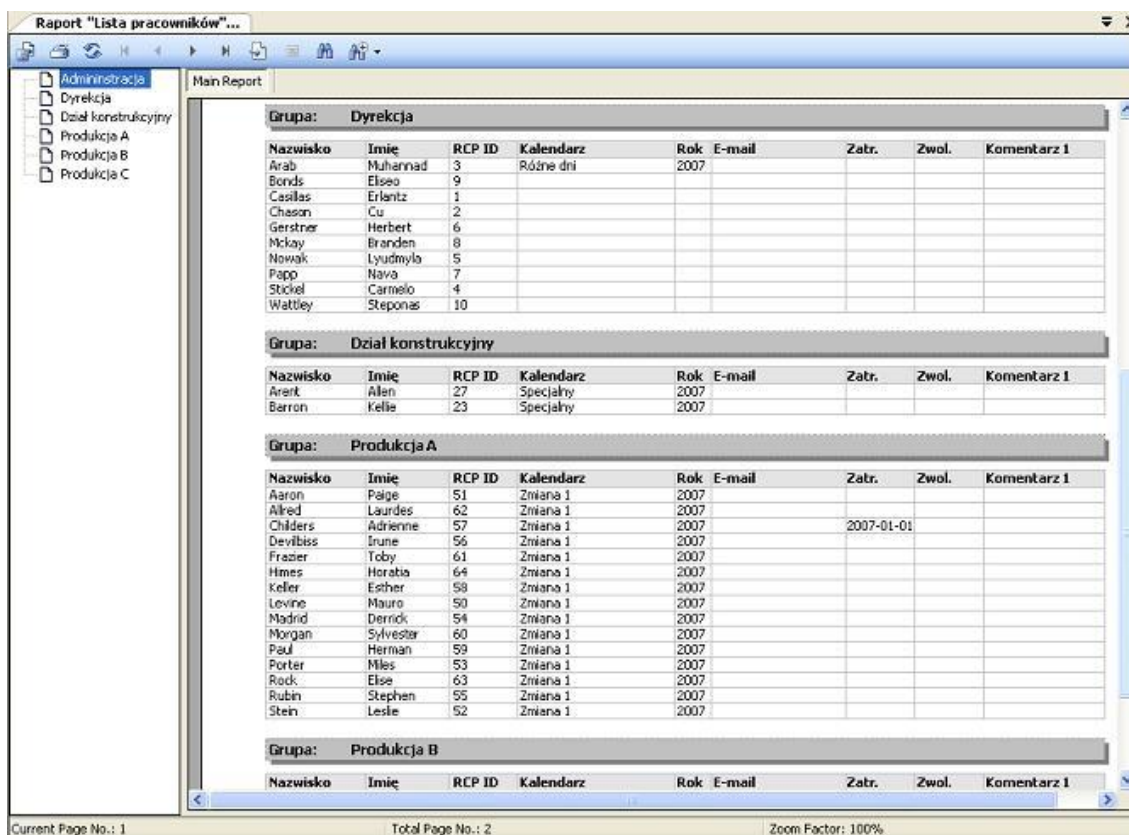 Raport "Lista pracowników"...
Admininstracja
Dyrekcja
Dział konstrukcyjny
Produkcja A
Produkcja B
Produkcja C
Main Report
Grupa: Dyrekcja
Nazwisko Imię RCP ID Kalendarz Rok E-mail Zatr. Zwol. Komentarz 1
Arab Muhannad 3 Różne dni 2007
Bonds Eliseo 9
Casillas Erlantz 1
Chason Cu 2
Gerstner Herbert 6
Mckay Branden 8
Nowak Lyudmyla 5
Papp Nava 7
Stickel Carmelo 4
Wattley Steponas 10
Grupa: Dział konstrukcyjny
Nazwisko Imię RCP ID Kalendarz Rok E-mail Zatr. Zwol. Komentarz 1
Arent Allen 27 Specjalny 2007
Barron Kellie 23 Specjalny 2007
Grupa: Produkcja A
Nazwisko Imię RCP ID Kalendarz Rok E-mail Zatr. Zwol. Komentarz 1
Aaron Paige 51 Zmiana 1 2007
Allred Laurdes 62 Zmiana 1 2007
Childers Adrienne 57 Zmiana 1 2007 2007-01-01
Devilbiss Irune 56 Zmiana 1 2007
Frazier Toby 61 Zmiana 1 2007
Himes Horatia 64 Zmiana 1 2007
Keller Esther 58 Zmiana 1 2007
Levine Mauro 50 Zmiana 1 2007
Madrid Derrick 54 Zmiana 1 2007
Morgan Sylvester 60 Zmiana 1 2007
Paul Herman 59 Zmiana 1 2007
Porter Miles 53 Zmiana 1 2007
Rock Elise 63 Zmiana 1 2007
Rubin Stephen 55 Zmiana 1 2007
Stein Leslie 52 Zmiana 1 2007
Grupa: Produkcja B
Nazwisko Imię RCP ID Kalendarz Rok E-mail Zatr. Zwol. Komentarz 1
Current Page No.: 1 Total Page No.: 2 Zoom Factor: 100%